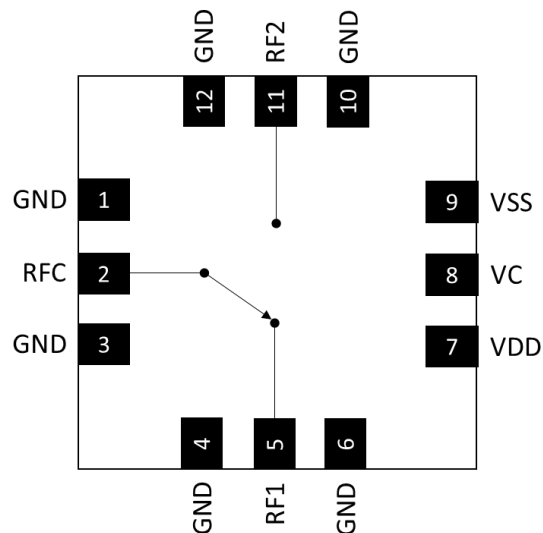 GND RF2 GND
12 11 10
GND 1
9 VSS
RFC 2
8 VC
GND 3
7 VDD
4 5 6
GND RF1 GND